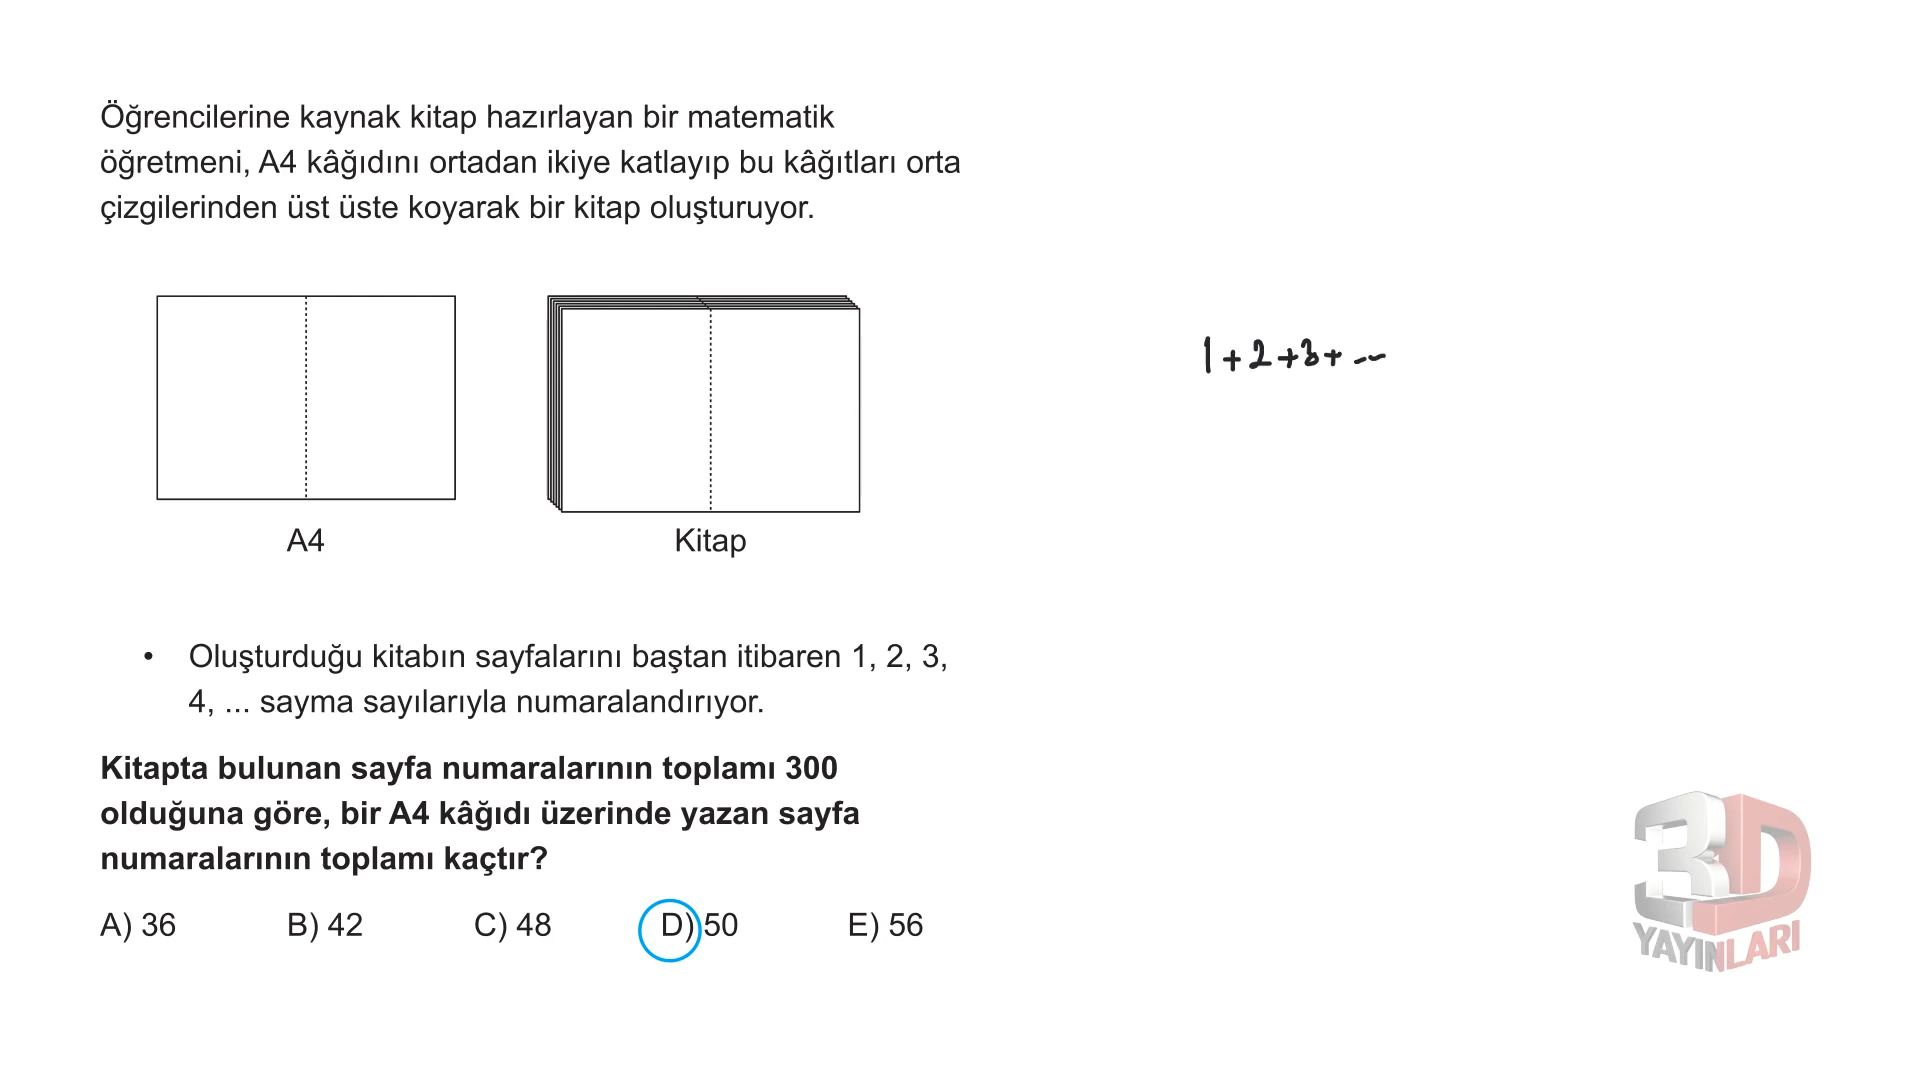 Öğrencilerine kaynak kitap hazırlayan bir matematik
öğretmeni, A4 kâğıdını ortadan ikiye katlayıp bu kâğıtları orta
çizgilerinden üst üste koyarak bir kitap oluşturuyor.
1+2+3+ --
A4
Kitap
• Oluşturduğu kitabın sayfalarını baştan itibaren 1, 2, 3,
4, ... sayma sayılarıyla numaralandırıyor.
Kitapta bulunan sayfa numaralarının toplamı 300
olduğuna göre, bir A4 kâğıdı üzerinde yazan sayfa
numaralarının toplamı kaçtır?
A) 36 B) 42 C) 48 D) 50 E) 56
3D
YAYINLARI